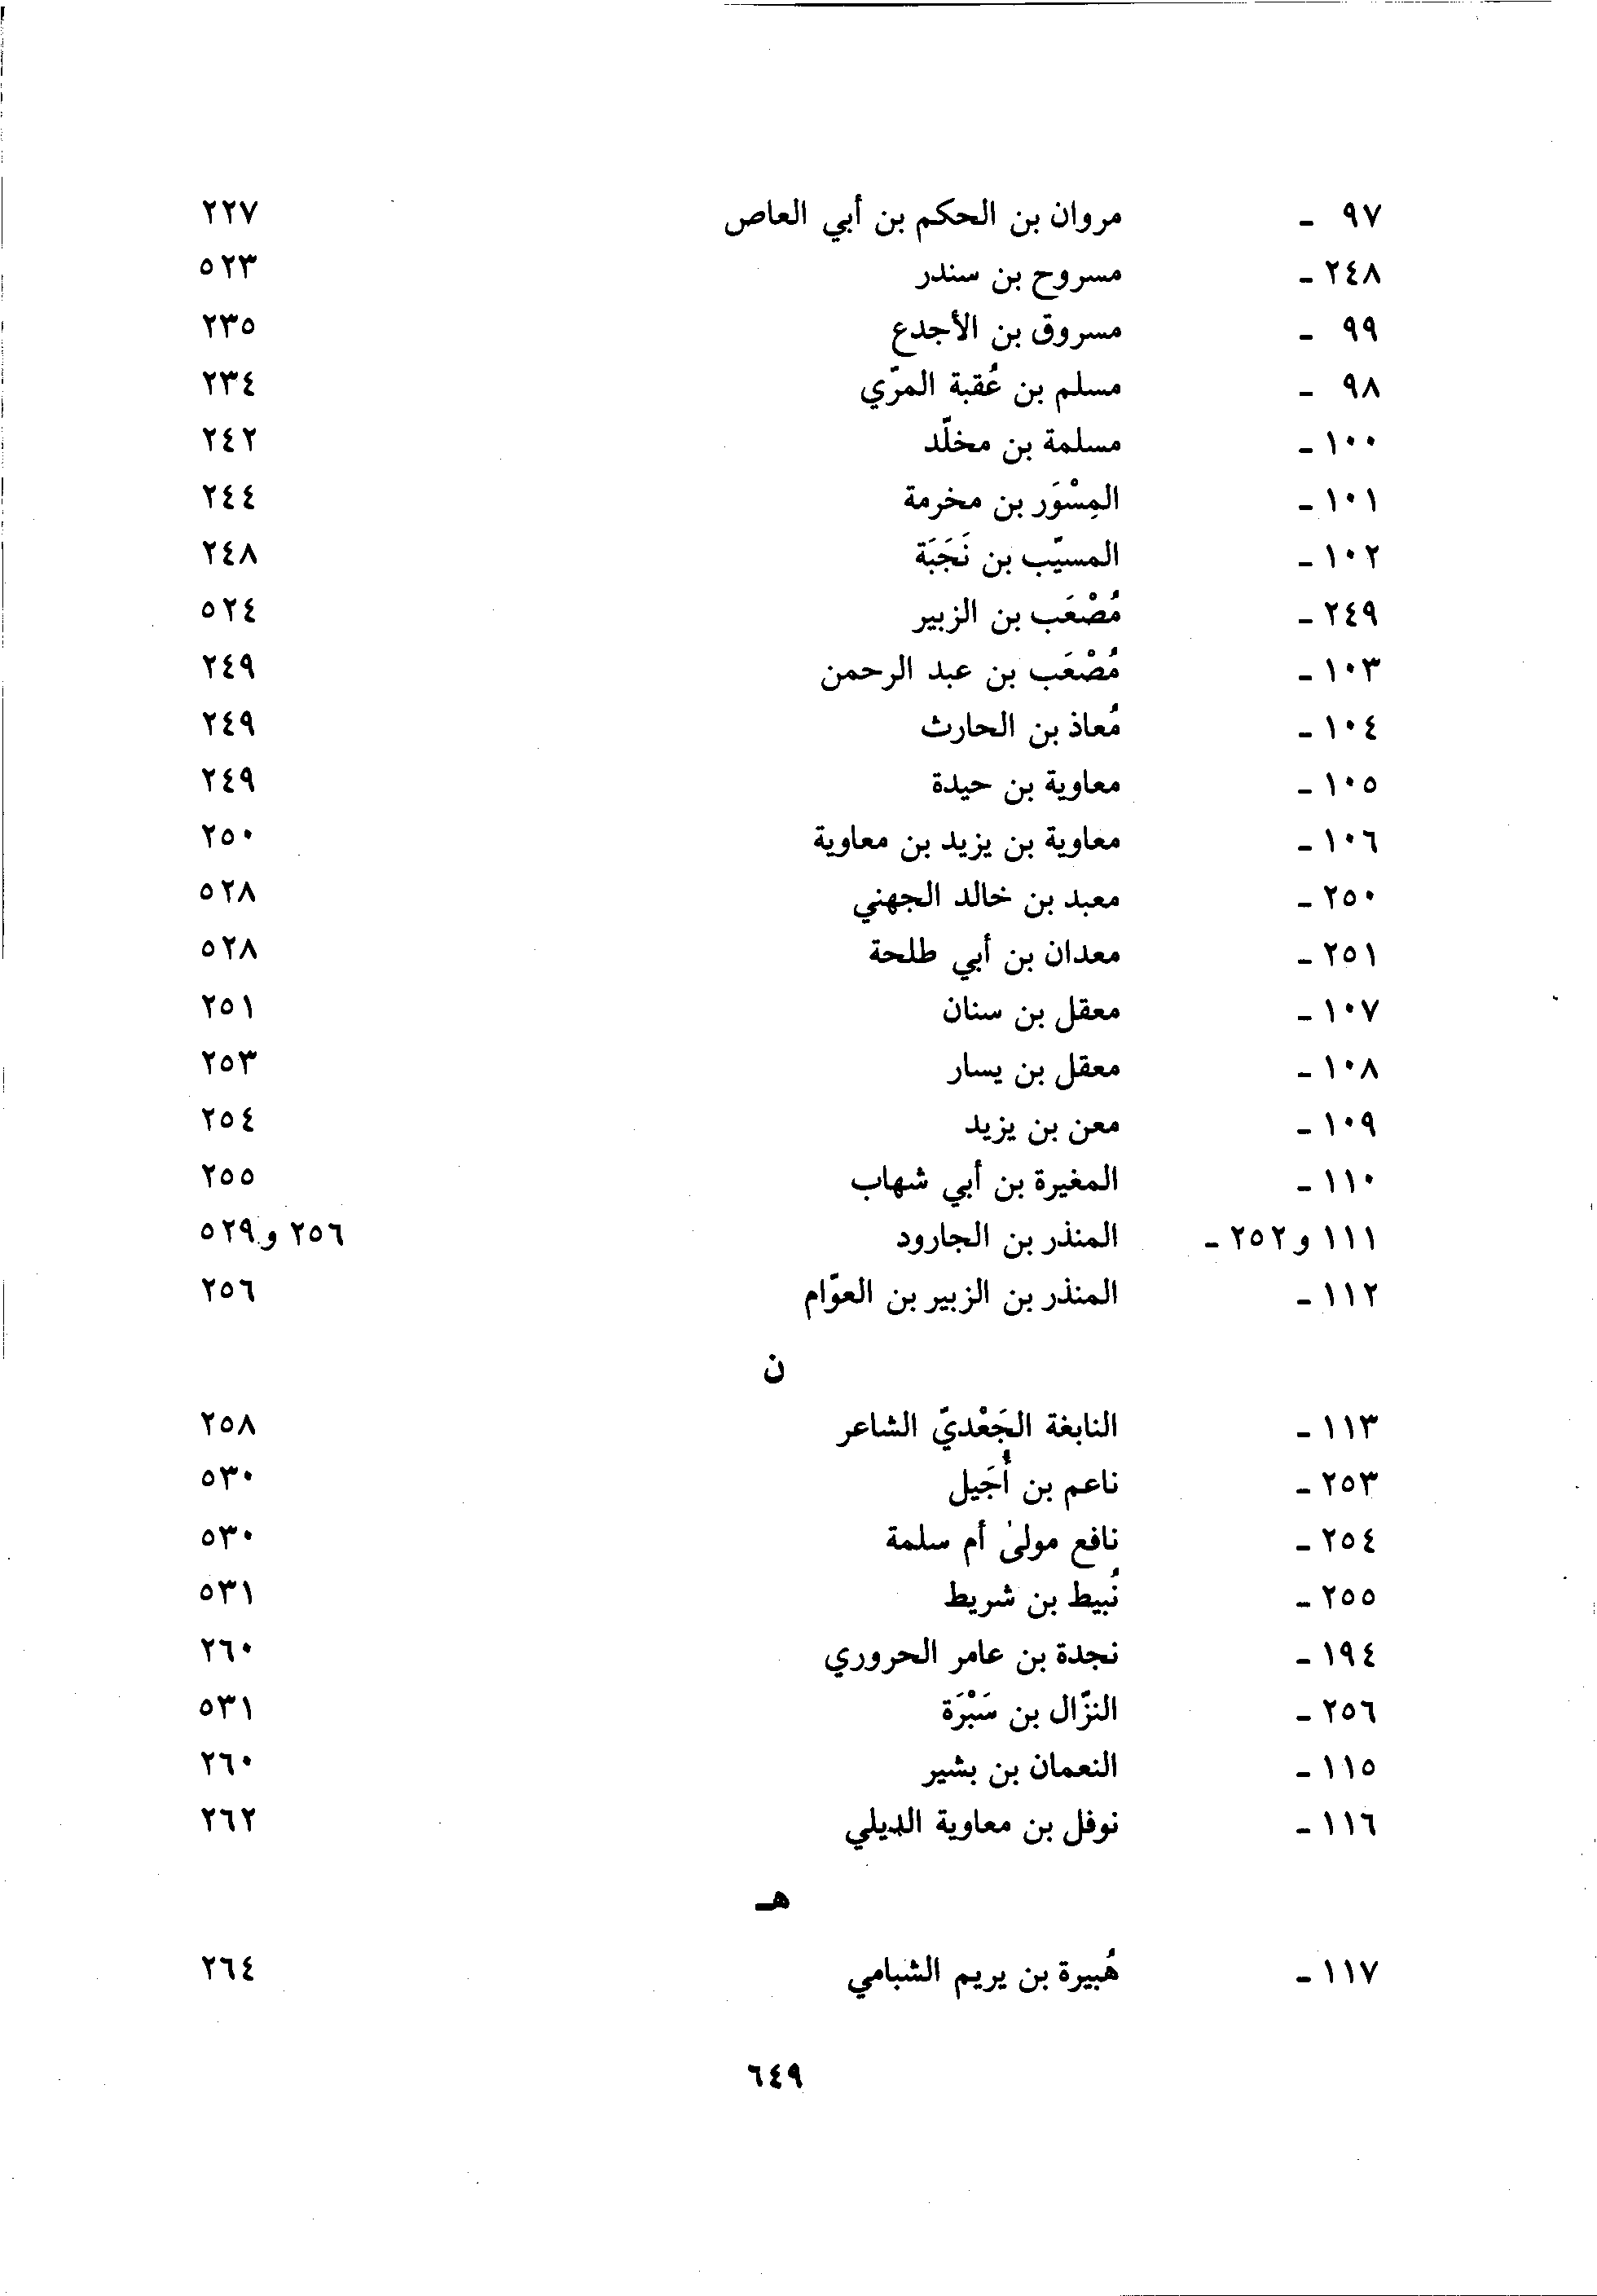 ٩٧ - مروان بن الحكم بن أبي العاص ٢٢٧
٢٤٨ - مسروح بن سندر ٥٢٣
٩٩ - مسروق بن الأجدع ٢٣٥
٩٨ - مسلم بن عُقبة المرّي ٢٣٤
١٠٠ - مسلمة بن مخلّد ٢٤٢
١٠١ - المِسْوَر بن مخرمة ٢٤٤
١٠٢ - المسيّب بن نَجَبَة ٢٤٨
٢٤٩ - مُصْعَب بن الزبير ٥٢٤
١٠٣ - مُصْعَب بن عبد الرحمن ٢٤٩
١٠٤ - مُعاذ بن الحارث ٢٤٩
١٠٥ - معاوية بن حيدة ٢٤٩
١٠٦ - معاوية بن يزيد بن معاوية ٢٥٠
٢٥٠ - معبد بن خالد الجهني ٥٢٨
٢٥١ - معدان بن أبي طلحة ٥٢٨
١٠٧ - معقل بن سنان ٢٥١
١٠٨ - معقل بن يسار ٢٥٣
١٠٩ - معن بن يزيد ٢٥٤
١١٠ - المغيرة بن أبي شهاب ٢٥٥
١١١ و٢٥٢ - المنذر بن الجارود ٢٥٦ و٥٢٩
١١٢ - المنذر بن الزبير بن العوّام ٢٥٦
ن
١١٣ - النابغة الجَعْديّ الشاعر ٢٥٨
٢٥٣ - ناعم بن أُجَيل ٥٣٠
٢٥٤ - نافع مولىٰ أم سلمة ٥٣٠
٢٥٥ - نُبيط بن شريط ٥٣١
١٩٤ - نجدة بن عامر الحروري ٢٦٠
٢٥٦ - النزّال بن سَبْرَة ٥٣١
١١٥ - النعمان بن بشير ٢٦٠
١١٦ - نوفل بن معاوية الديلي ٢٦٢
هـ
١١٧ - هُبيرة بن يريم الشبامي ٢٦٤
٦٤٩